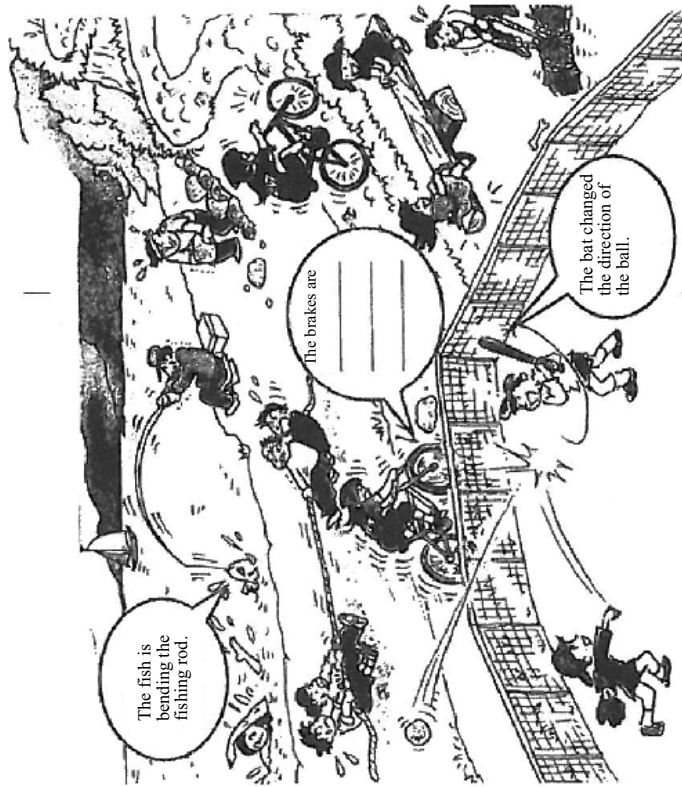 The fish is
bending the
fishing rod.
The brakes are
The bat changed
the direction of
the ball.